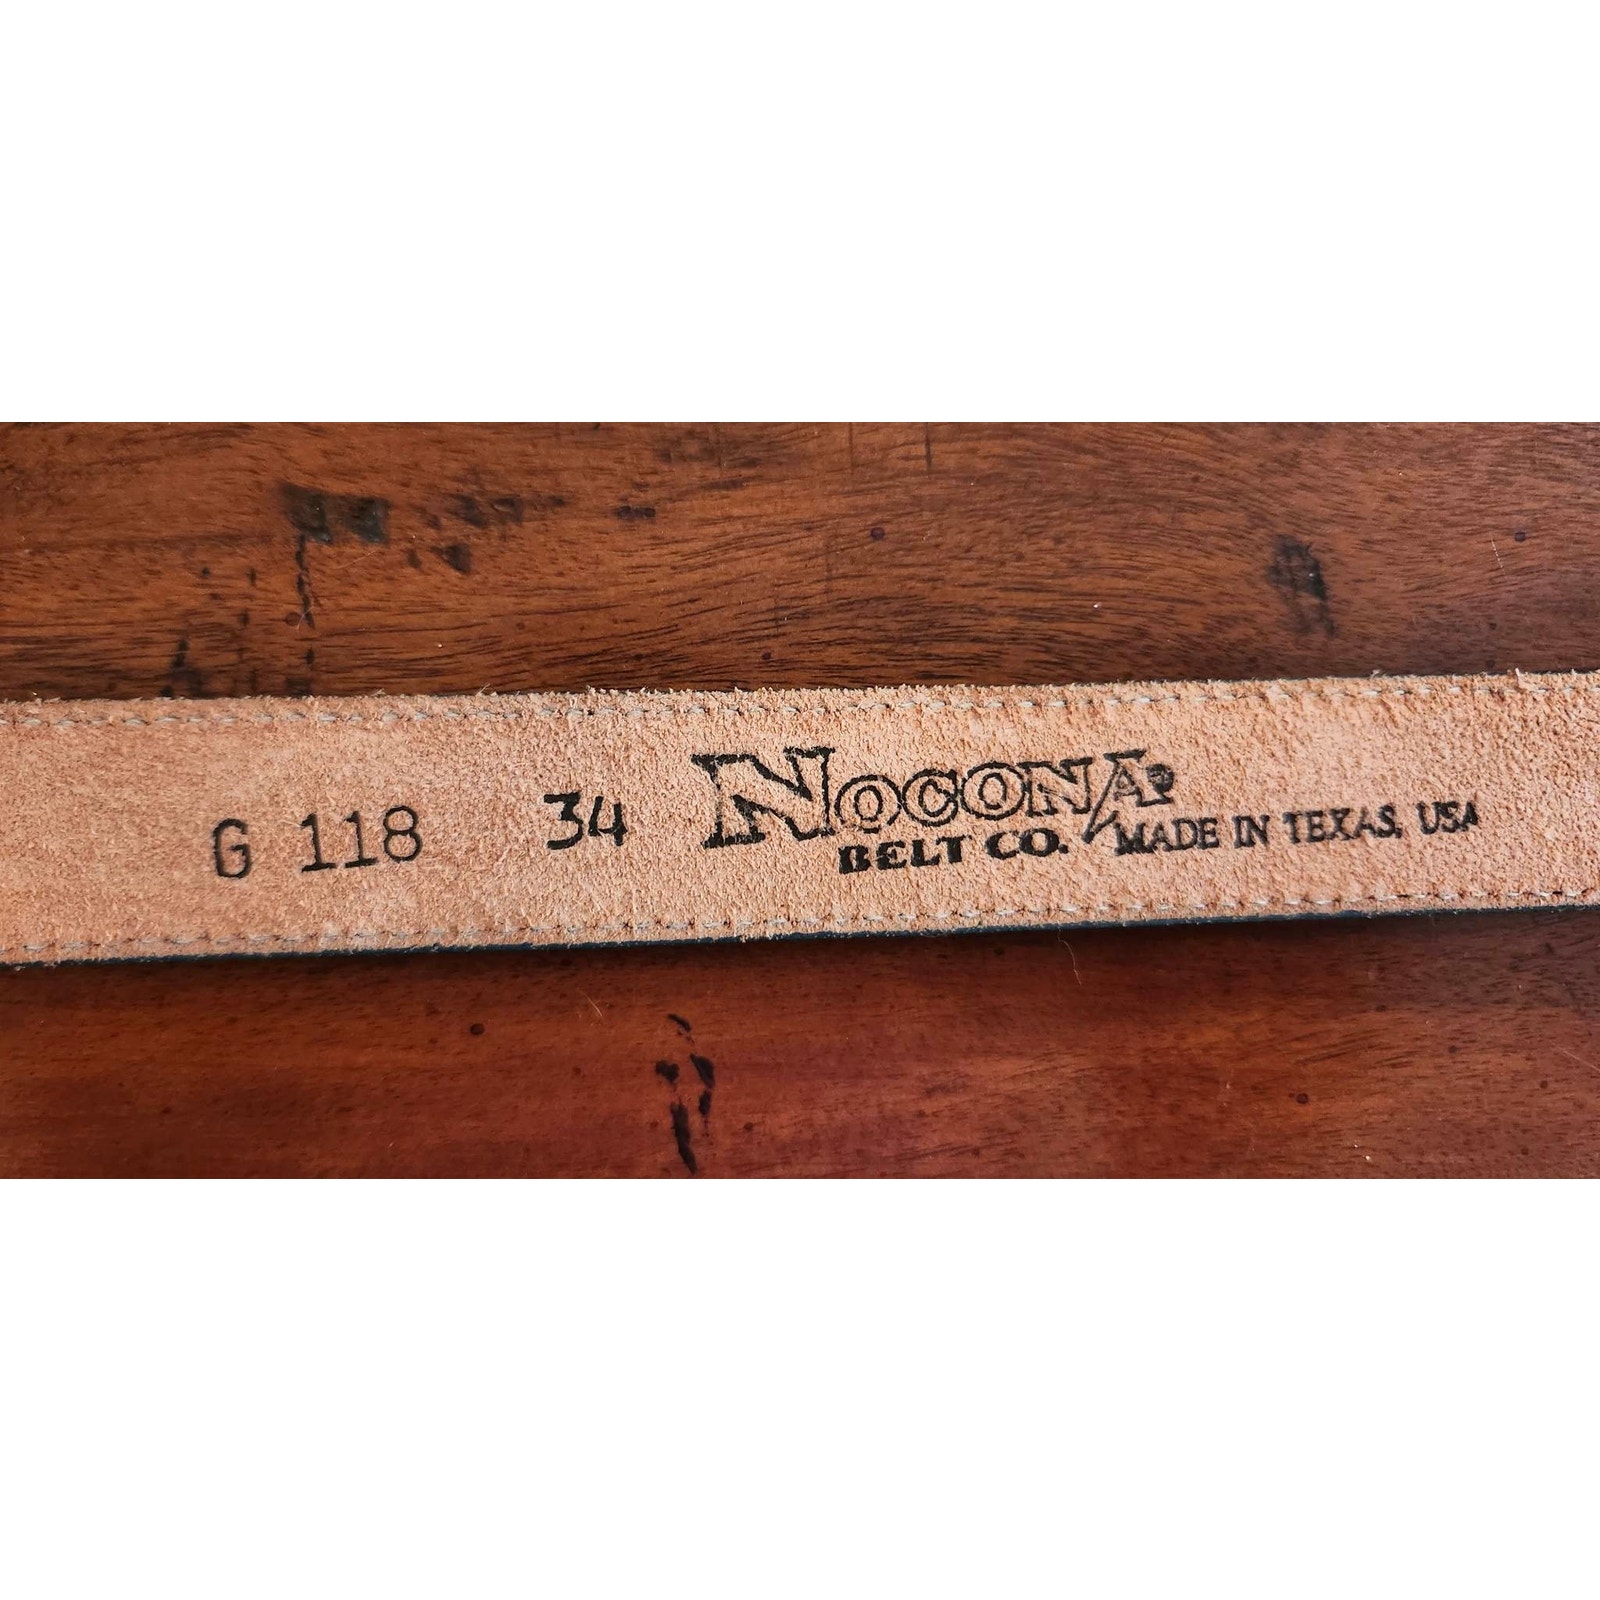 G 118 34 NOCONA®
BELT CO. MADE IN TEXAS, USA